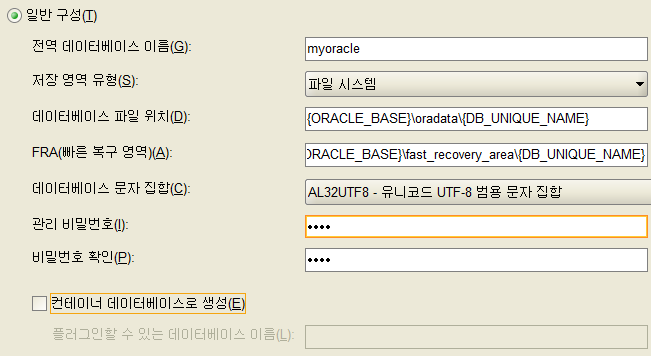 일반 구성(T)
전역 데이터베이스 이름(G): myoracle
저장 영역 유형(S): 파일 시스템
데이터베이스 파일 위치(D): {ORACLE_BASE}\oradata\{DB_UNIQUE_NAME}
FRA(빠른 복구 영역)(A): ORACLE_BASE}\fast_recovery_area\{DB_UNIQUE_NAME}
데이터베이스 문자 집합(C): AL32UTF8 - 유니코드 UTF-8 범용 문자 집합
관리 비밀번호(I): ••••
비밀번호 확인(P): ••••
컨테이너 데이터베이스로 생성(E)
플러그인할 수 있는 데이터베이스 이름(L):